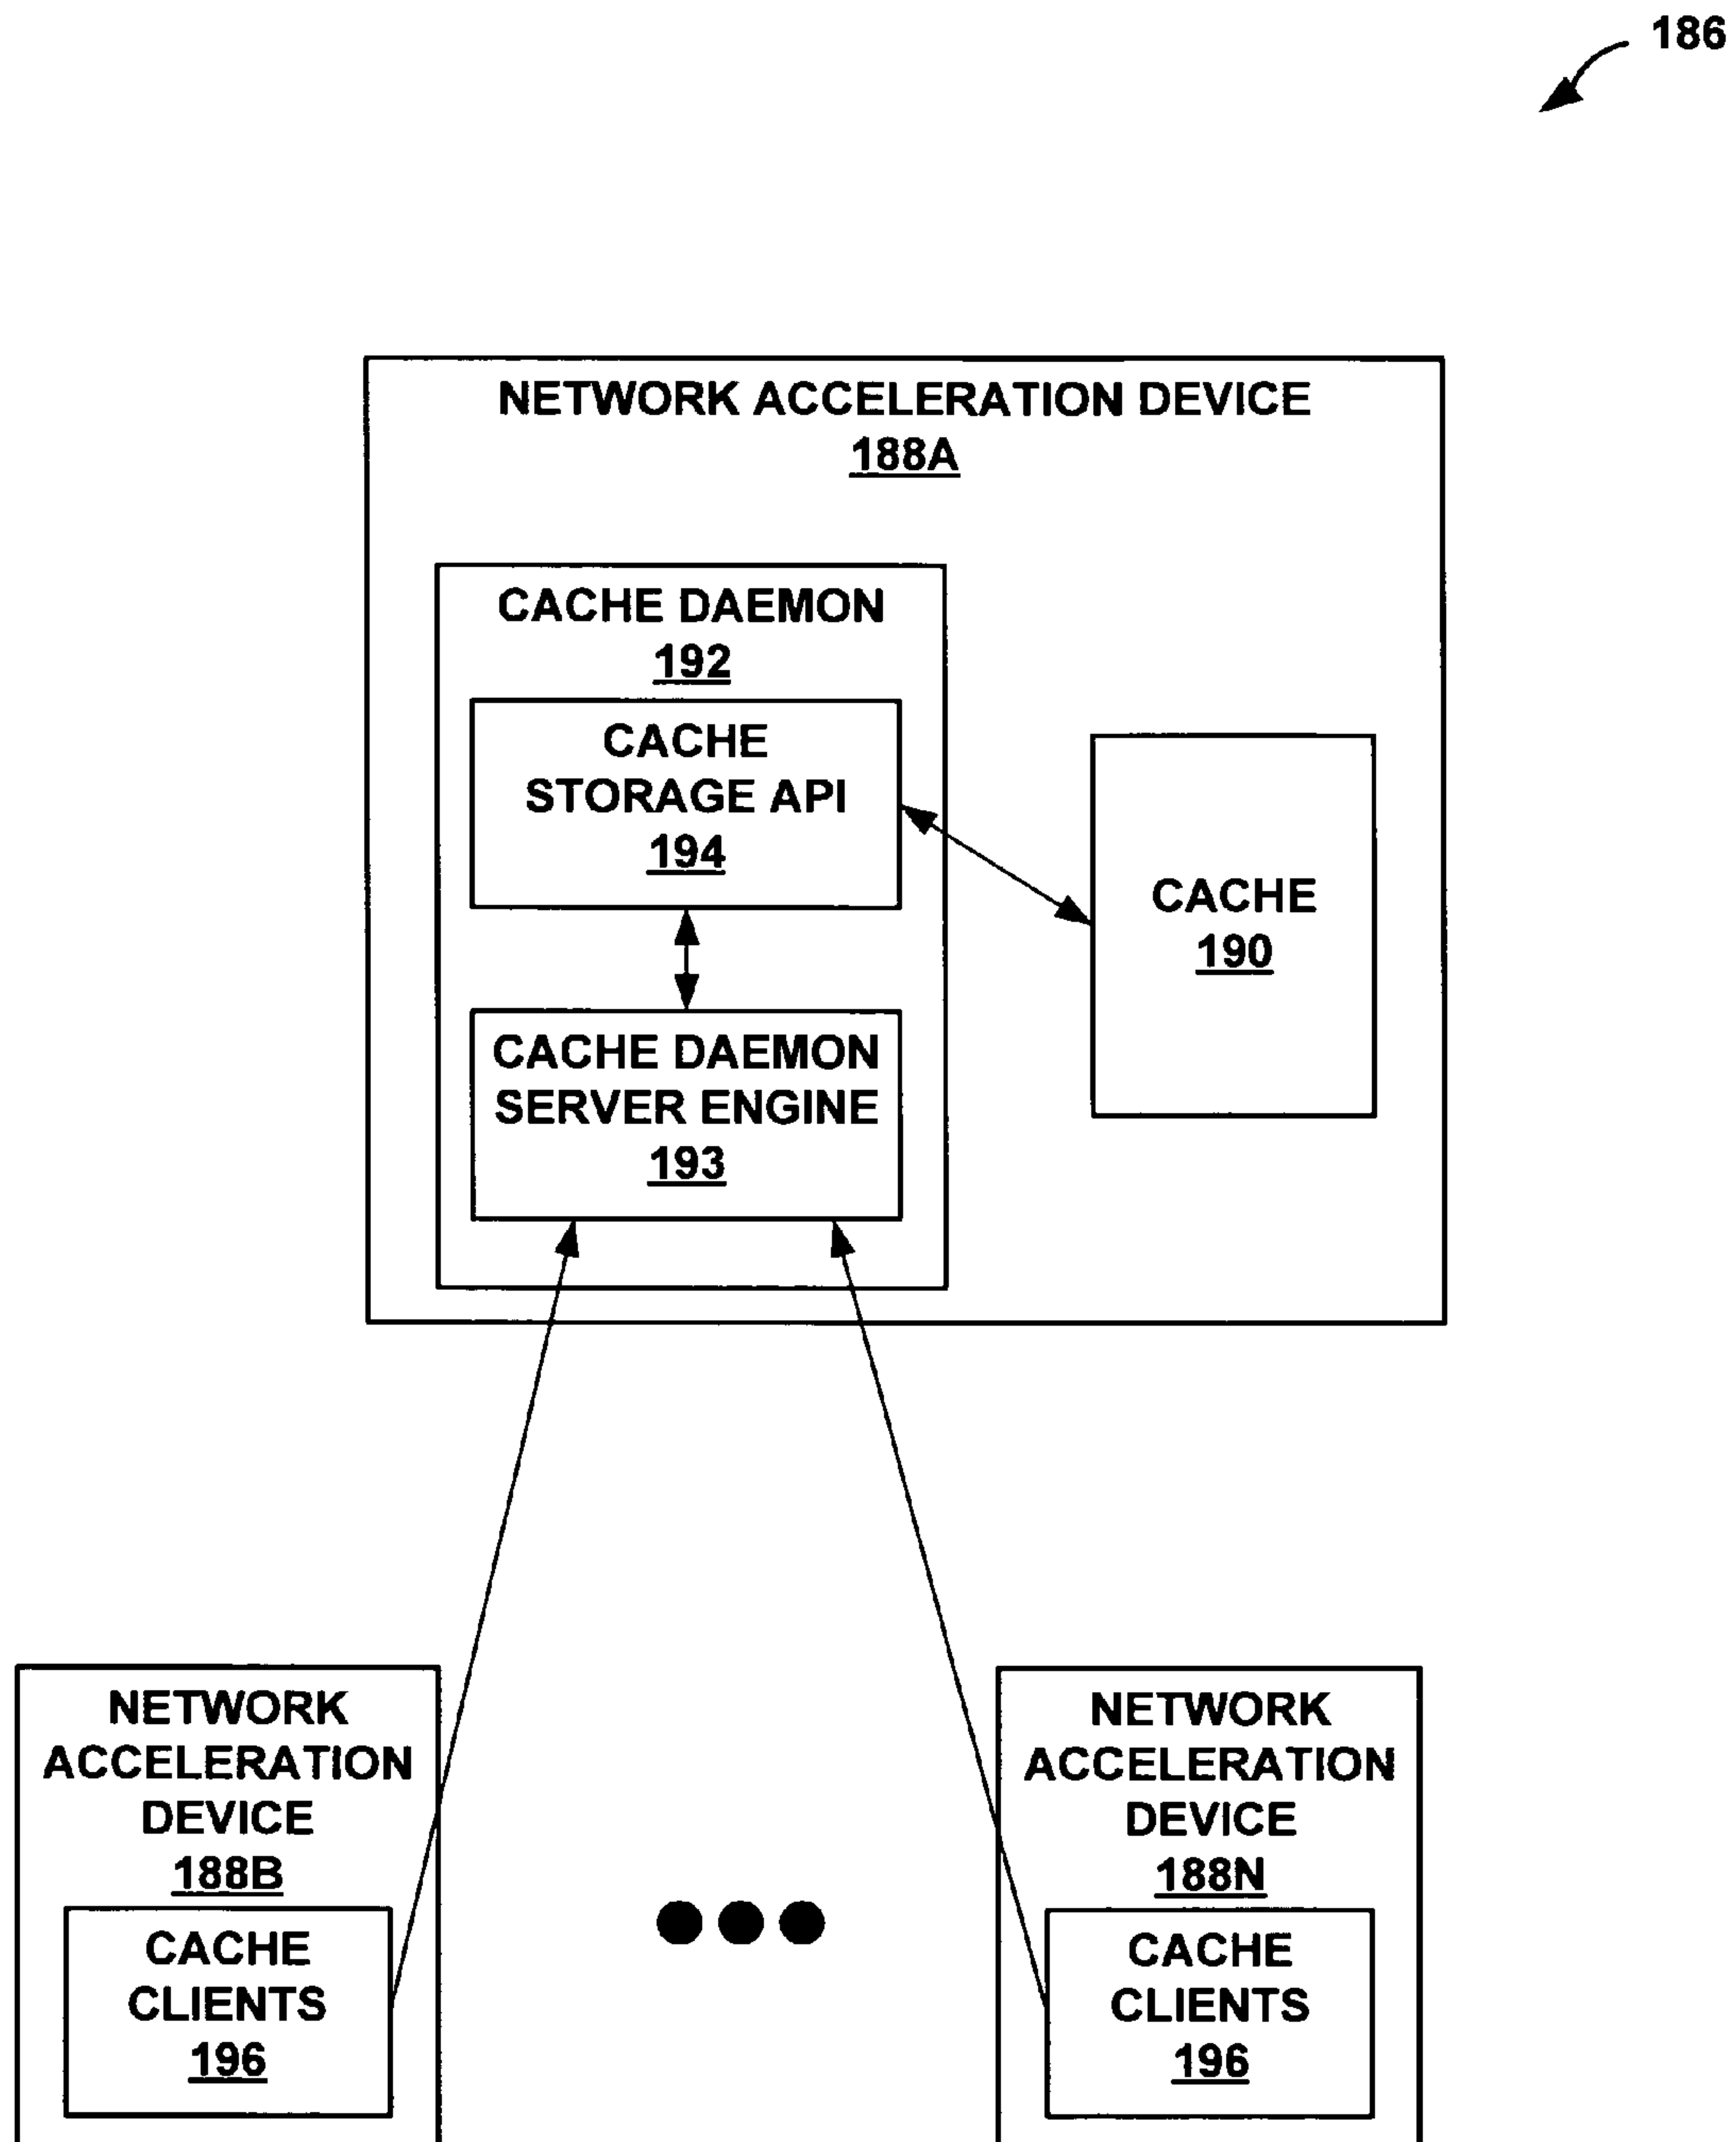 186
NETWORK ACCELERATION DEVICE
188A
CACHE DAEMON
192
CACHE
STORAGE API
194
CACHE
190
CACHE DAEMON
SERVER ENGINE
193
NETWORK
ACCELERATION
DEVICE
188B
CACHE
CLIENTS
196
NETWORK
ACCELERATION
DEVICE
188N
CACHE
CLIENTS
196